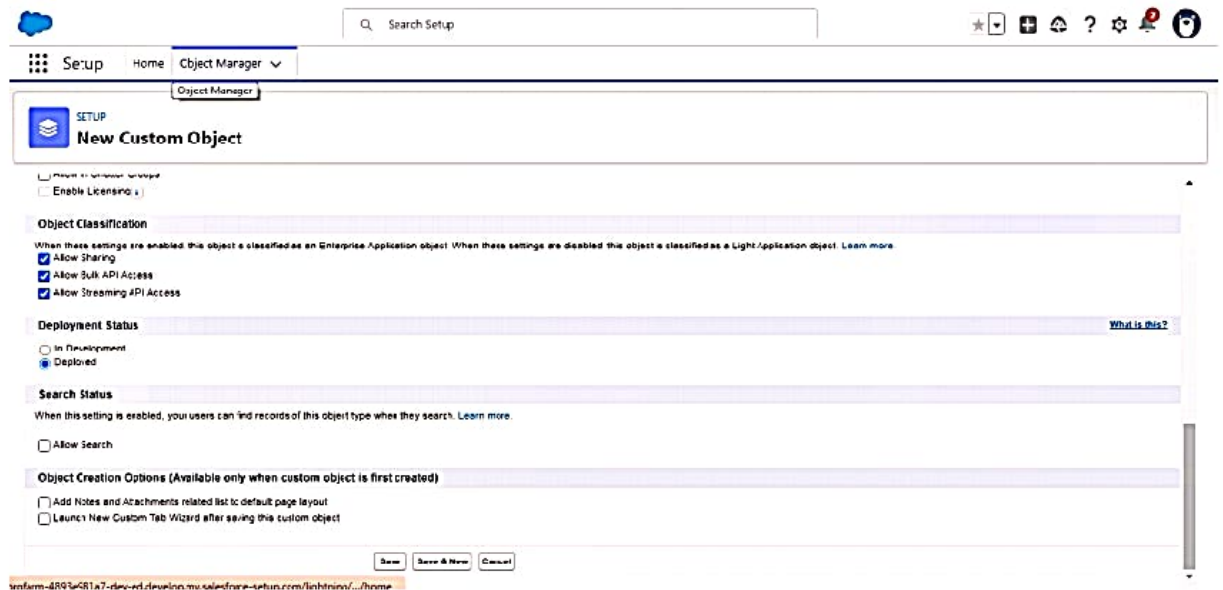 Search Setup
Setup Home Object Manager
Object Manager
SETUP
New Custom Object
Enable Licensing
Object Classification
When these settings are enabled, this object is classified as an Enterprise Application object. When these settings are disabled, this object is classified as a Light Application object. Learn more.
Allow Sharing
Allow Bulk API Access
Allow Streaming API Access
Deployment Status What is this?
In Development
Deployed
Search Status
When this setting is enabled, your users can find records of this object type when they search. Learn more.
Allow Search
Object Creation Options (Available only when custom object is first created)
Add Notes and Attachments related list to default page layout
Launch New Custom Tab Wizard after saving this custom object
Save Save & New Cancel